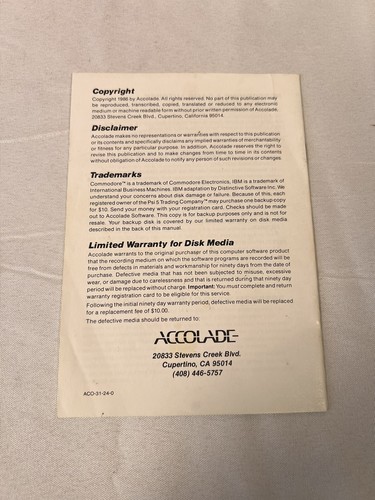 Copyright
Copyright 1986 by Accolade. All rights reserved. No part of this publication may
be reproduced, transcribed, copied, translated or reduced to any electronic
medium or machine readable form without prior written permission of Accolade,
20833 Stevens Creek Blvd., Cupertino, California 95014.
Disclaimer
Accolade makes no representations or warranties with respect to this publication
or its contents and specifically disclaims any implied warranties of merchantability
or fitness for any particular purpose. In addition, Accolade reserves the right to
revise this publication and to make changes from time to time in its contents
without obligation of Accolade to notify any person of such revisions or changes.
Trademarks
Commodore™ is a trademark of Commodore Electronics, IBM is a trademark of
International Business Machines. IBM adaptation by Distinctive Software Inc. We
understand your concerns about disk damage or failure. Because of this, each
registered owner of the Psi 5 Trading Company™ may purchase one backup copy
for $10. Send your money with your registration card. Checks should be made
out to Accolade Software. This copy is for backup purposes only and is not for
resale. Your backup disk is covered by our limited warranty on disk media
described in the back of this manual.
Limited Warranty for Disk Media
Accolade warrants to the original purchaser of this computer software product
that the recording medium on which the software programs are recorded will be
free from defects in materials and workmanship for ninety days from the date of
purchase. Defective media that has not been subjected to misuse, excessive
wear, or damage due to carelessness and that is returned during that ninety day
period will be replaced without charge. Important: You must complete and return
warranty registration card to be eligible for this service.
Following the initial ninety day warranty period, defective media will be replaced
for a replacement fee of $10.00.
The defective media should be returned to:
ACCOLADE
20833 Stevens Creek Blvd.
Cupertino, CA 95014
(408) 446-5757
ACO-31-24-0